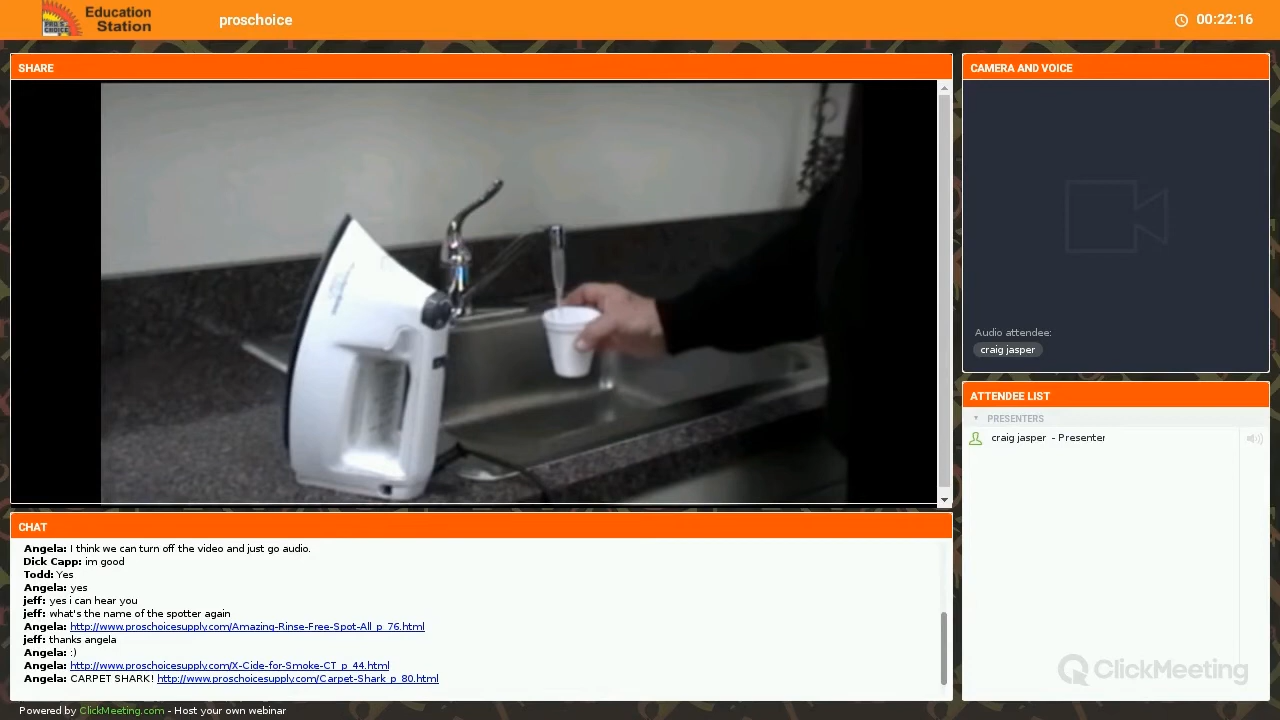 Education
Station
PRO'S
CHOICE
proschoice
00:22:16
SHARE
CAMERA AND VOICE
Audio attendee:
craig jasper
ATTENDEE LIST
PRESENTERS
craig jasper - Presenter
CHAT
Angela: I think we can turn off the video and just go audio.
Dick Capp: im good
Todd: Yes
Angela: yes
jeff: yes i can hear you
jeff: what's the name of the spotter again
Angela: http://www.proschoicesupply.com/Amazing-Rinse-Free-Spot-All_p_76.html
jeff: thanks angela
Angela: :)
Angela: http://www.proschoicesupply.com/X-Cide-for-Smoke-CT_p_44.html
Angela: CARPET SHARK! http://www.proschoicesupply.com/Carpet-Shark_p_80.html
ClickMeeting
Powered by ClickMeeting.com - Host your own webinar